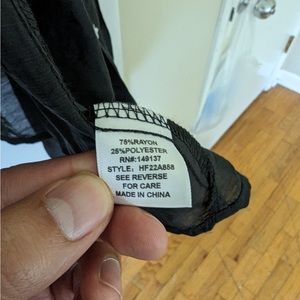 75%RAYON
25%POLYESTER
RN#:149137
STYLE: HF22A858
SEE REVERSE
FOR CARE
MADE IN CHINA